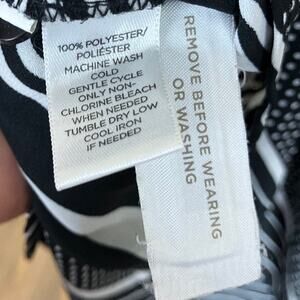 100% POLYESTER/
POLIÉSTER
MACHINE WASH
COLD
GENTLE CYCLE
ONLY NON-
CHLORINE BLEACH
WHEN NEEDED
TUMBLE DRY LOW
COOL IRON
IF NEEDED
REMOVE BEFORE WEARING
OR WASHING